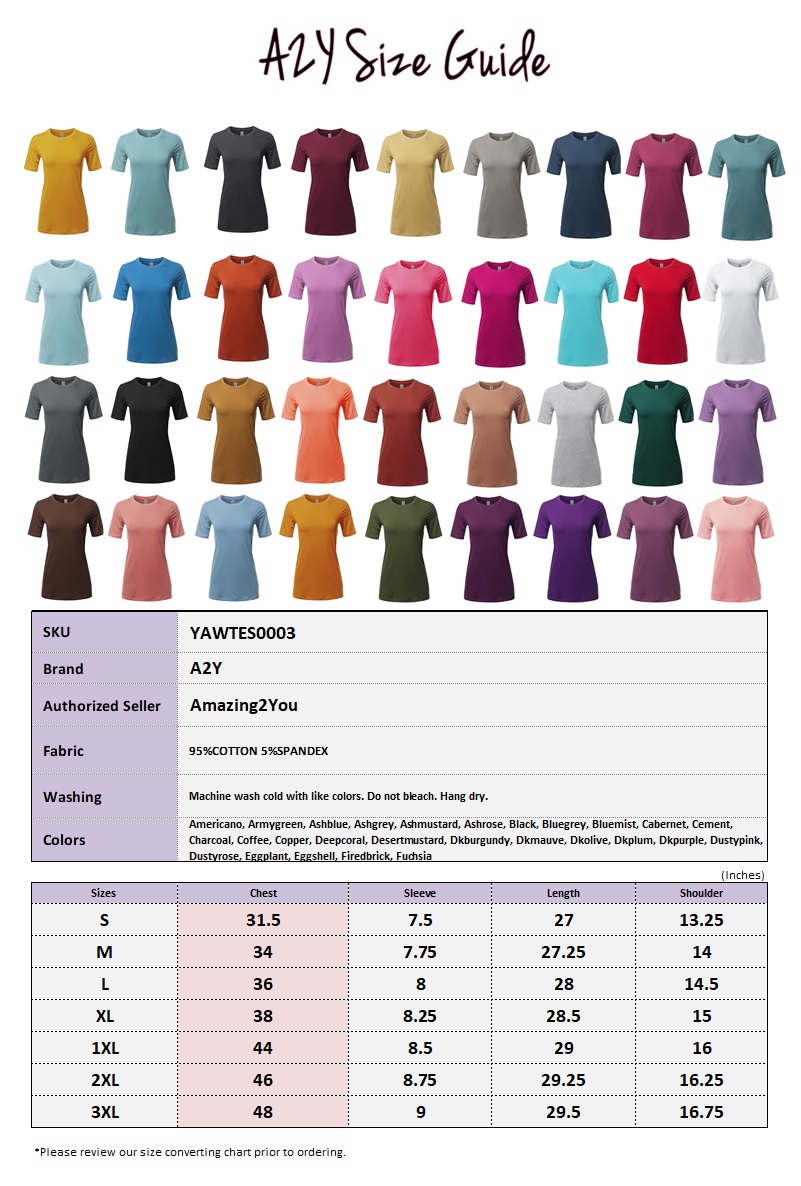 A2Y Size Guide
SKU YAWTES0003
Brand A2Y
Authorized Seller Amazing2You
Fabric 95%COTTON 5%SPANDEX
Washing Machine wash cold with like colors. Do not bleach. Hang dry.
Americano, Armygreen, Ashblue, Ashgrey, Ashmustard, Ashrose, Black, Bluegrey, Bluemist, Cabernet, Cement,
Colors Charcoal, Coffee, Copper, Deepcoral, Desertmustard, Dkburgundy, Dkmauve, Dkolive, Dkplum, Dkpurple, Dustypink,
Dustyrose, Eggplant, Eggshell, Firedbrick, Fuchsia
(Inches)
Sizes Chest Sleeve Length Shoulder
S 31.5 7.5 27 13.25
M 34 7.75 27.25 14
L 36 8 28 14.5
XL 38 8.25 28.5 15
1XL 44 8.5 29 16
2XL 46 8.75 29.25 16.25
3XL 48 9 29.5 16.75
*Please review our size converting chart prior to ordering.